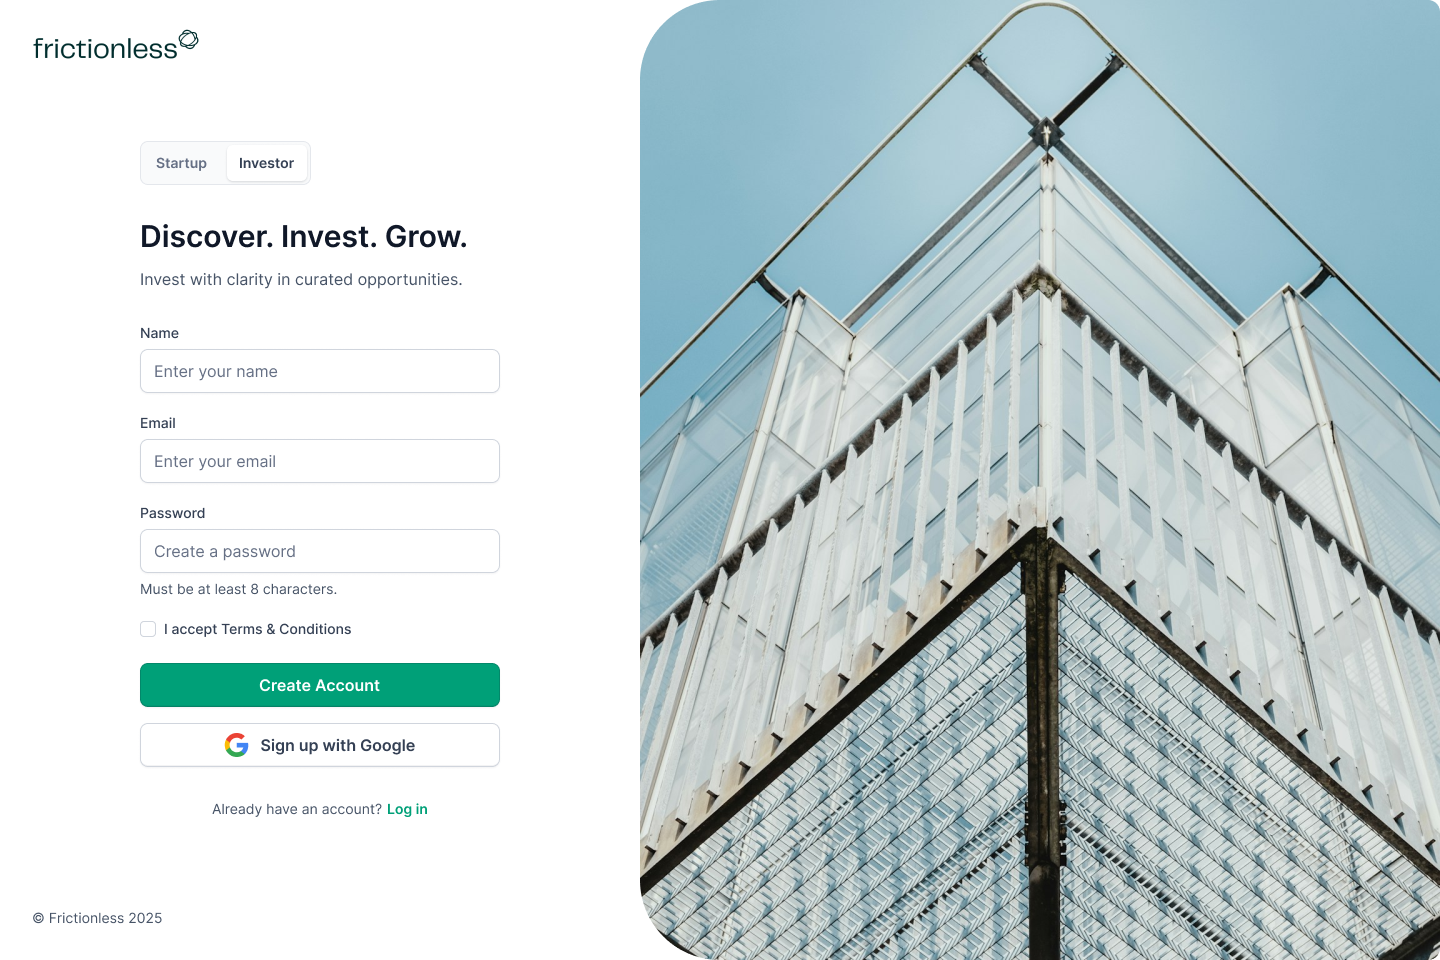 frictionless
Startup
Investor
Discover. Invest. Grow.
Invest with clarity in curated opportunities.
Name
Enter your name
Email
Enter your email
Password
Create a password
Must be at least 8 characters.
I accept Terms & Conditions
Create Account
Sign up with Google
Already have an account? Log in
© Frictionless 2025